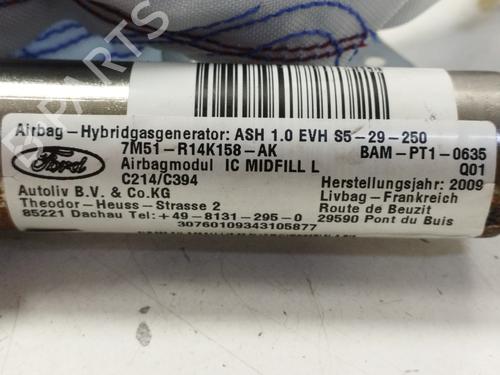 Airbag-Hybridgasgenerator: ASH 1.0 EVH S5-29-250
Ford
7M51-R14K158-AK
BAM-PT1-0635
Airbagmodul IC MIDFILL L
Q01
C214/C394
Herstellungsjahr: 2009
Autoliv B.V. & Co.KG
Livbag-Frankreich
Theodor-Heuss-Strasse 2
Route de Beuzit
85221 Dachau Tel: +49-8131-295-0
29590 Pont du Buis
30760109343105877